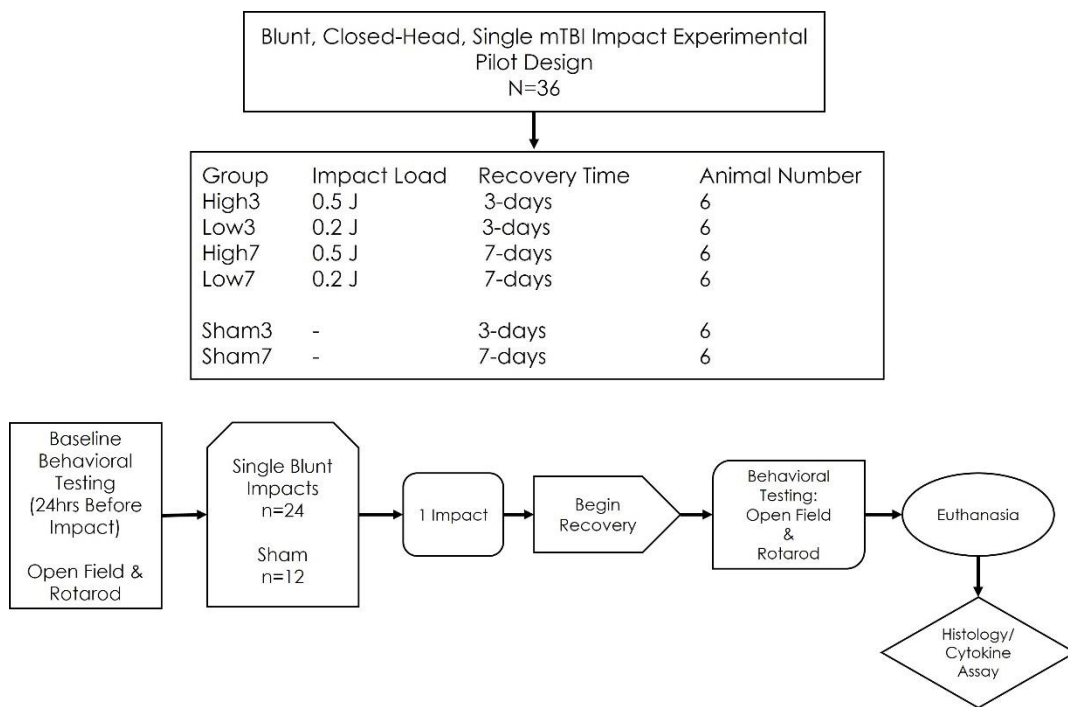 Blunt, Closed-Head, Single mTBI Impact Experimental
Pilot Design
N=36
Group Impact Load Recovery Time Animal Number
High3 0.5 J 3-days 6
Low3 0.2 J 3-days 6
High7 0.5 J 7-days 6
Low7 0.2 J 7-days 6
Sham3 - 3-days 6
Sham7 - 7-days 6
Baseline
Behavioral
Testing
(24hrs Before
Impact)
Open Field &
Rotarod
Single Blunt
Impacts
n=24
Sham
n=12
1 Impact
Begin
Recovery
Behavioral
Testing:
Open Field
&
Rotarod
Euthanasia
Histology/
Cytokine
Assay